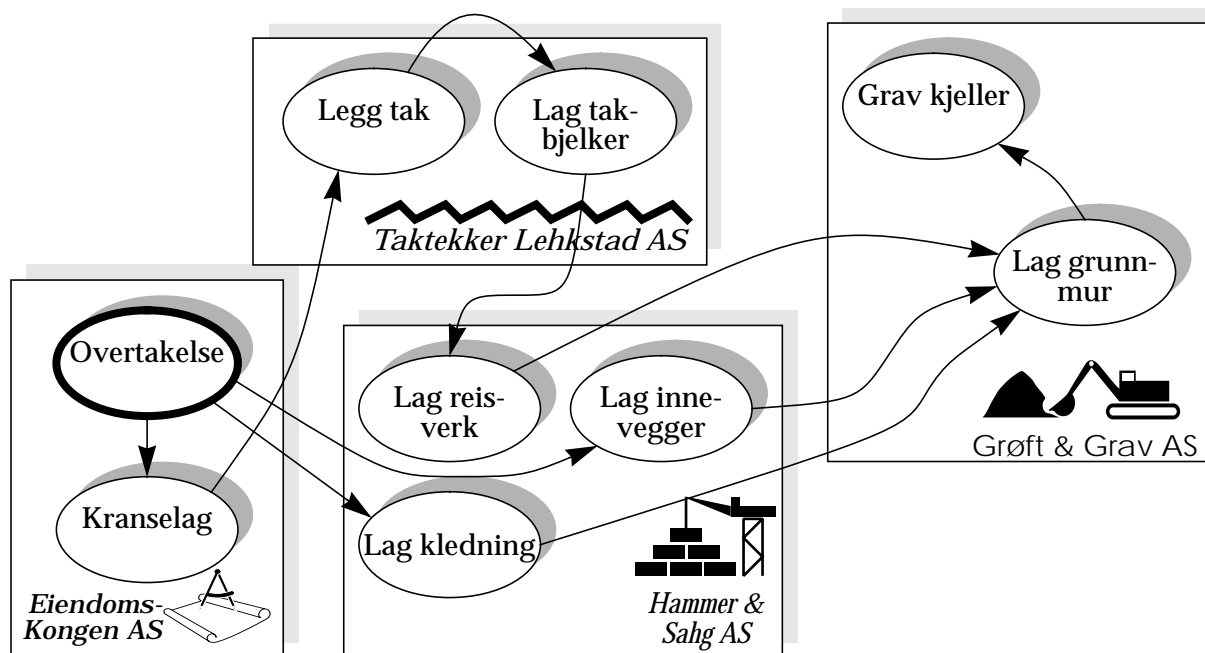 Legg tak
Lag tak-
bjelker
Taktekker Lehkstad AS
Grav kjeller
Lag grunn-
mur
Grøft & Grav AS
Overtakelse
Kranselag
Eiendoms-
Kongen AS
Lag reis-
verk
Lag inne-
vegger
Lag kledning
Hammer &
Sahg AS